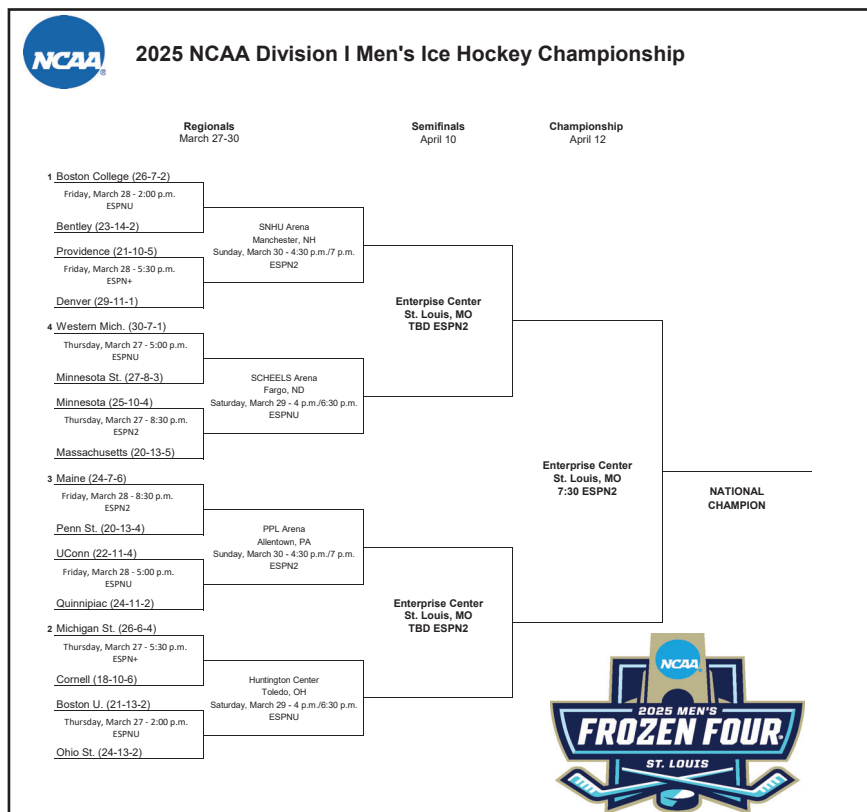 NCAA
®
2025 NCAA Division I Men's Ice Hockey Championship
Regionals
March 27-30
Semifinals
April 10
Championship
April 12
1 Boston College (26-7-2)
Friday, March 28 - 2:00 p.m.
ESPNU
Bentley (23-14-2)
SNHU Arena
Manchester, NH
Sunday, March 30 - 4:30 p.m./7 p.m.
ESPN2
Providence (21-10-5)
Friday, March 28 - 5:30 p.m.
ESPN+
Denver (29-11-1)
Enterpise Center
St. Louis, MO
TBD ESPN2
4 Western Mich. (30-7-1)
Thursday, March 27 - 5:00 p.m.
ESPNU
Minnesota St. (27-8-3)
SCHEELS Arena
Fargo, ND
Saturday, March 29 - 4 p.m./6:30 p.m.
ESPNU
Minnesota (25-10-4)
Thursday, March 27 - 8:30 p.m.
ESPN2
Massachusetts (20-13-5)
Enterprise Center
St. Louis, MO
7:30 ESPN2
NATIONAL
CHAMPION
3 Maine (24-7-6)
Friday, March 28 - 8:30 p.m.
ESPN2
Penn St. (20-13-4)
PPL Arena
Allentown, PA
Sunday, March 30 - 4:30 p.m./7 p.m.
ESPN2
UConn (22-11-4)
Friday, March 28 - 5:00 p.m.
ESPNU
Quinnipiac (24-11-2)
Enterprise Center
St. Louis, MO
TBD ESPN2
2 Michigan St. (26-6-4)
Thursday, March 27 - 5:30 p.m.
ESPN+
Cornell (18-10-6)
Huntington Center
Toledo, OH
Saturday, March 29 - 4 p.m./6:30 p.m.
ESPNU
Boston U. (21-13-2)
Thursday, March 27 - 2:00 p.m.
ESPNU
Ohio St. (24-13-2)
NCAA
2025 MEN'S
FROZEN FOUR®
ST. LOUIS